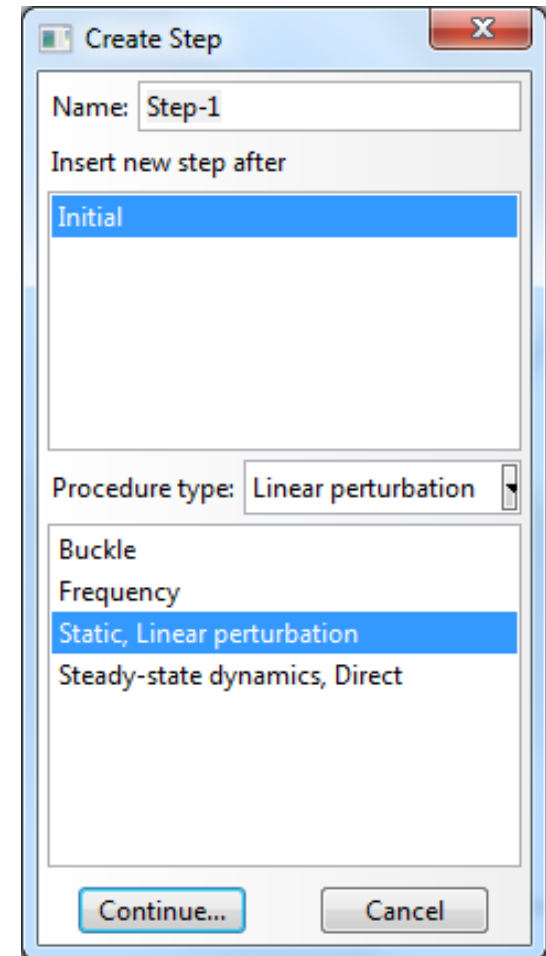 Create Step
Name: Step-1
Insert new step after
Initial
Procedure type: Linear perturbation
Buckle
Frequency
Static, Linear perturbation
Steady-state dynamics, Direct
Continue... Cancel